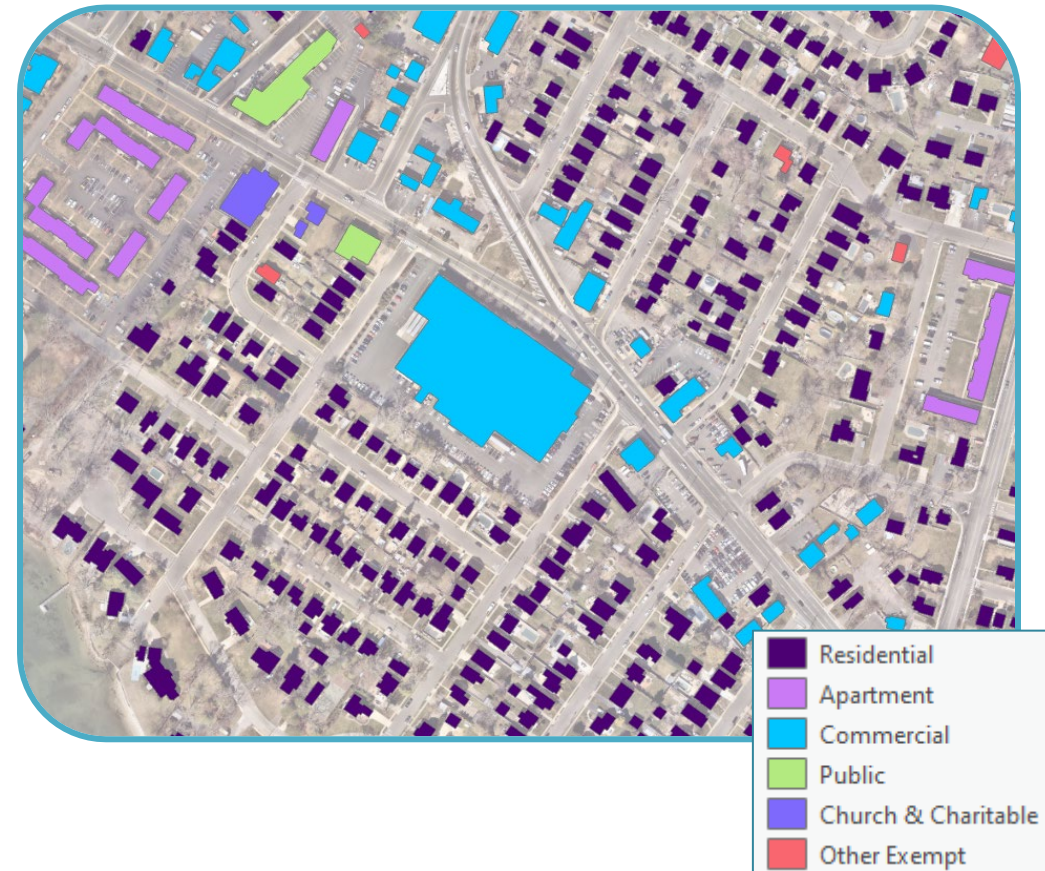 Residential
Apartment
Commercial
Public
Church & Charitable
Other Exempt